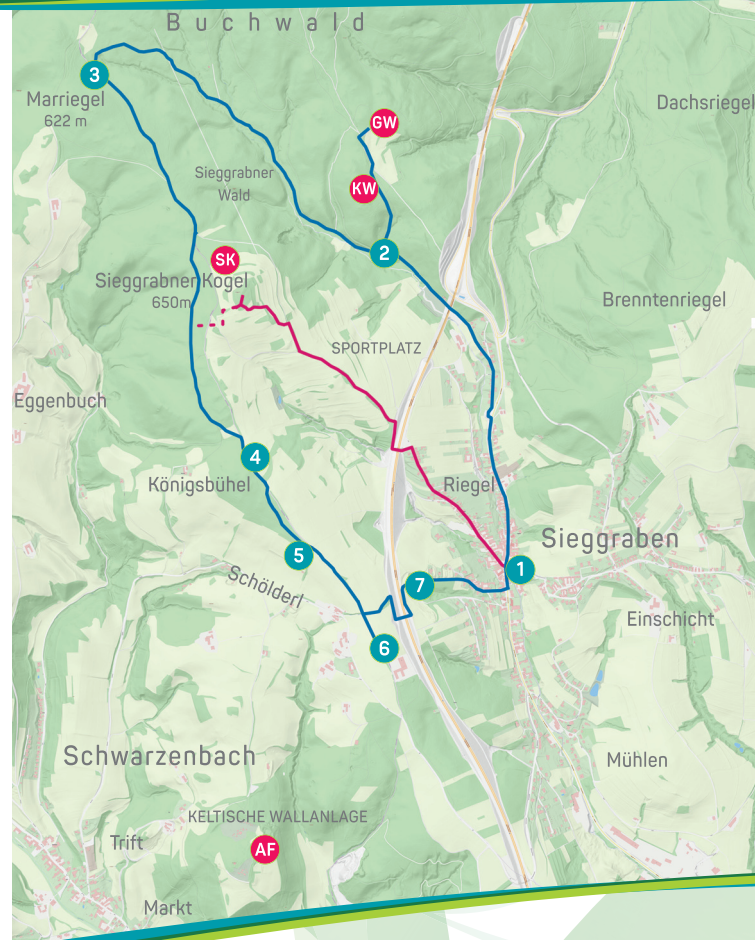 Buchwald
3
Marriegel
622 m
Dachsriegel
GW
Sieggrabner
Wald
KW
2
SK
Sieggrabner Kogel
650m
Brenntenriegel
SPORTPLATZ
Eggenbuch
4
Königsbühel
Riegel
Sieggraben
5
1
Schölderl
7
Einschicht
6
Schwarzenbach
Mühlen
KELTISCHE WALLANLAGE
Trift
AF
Markt